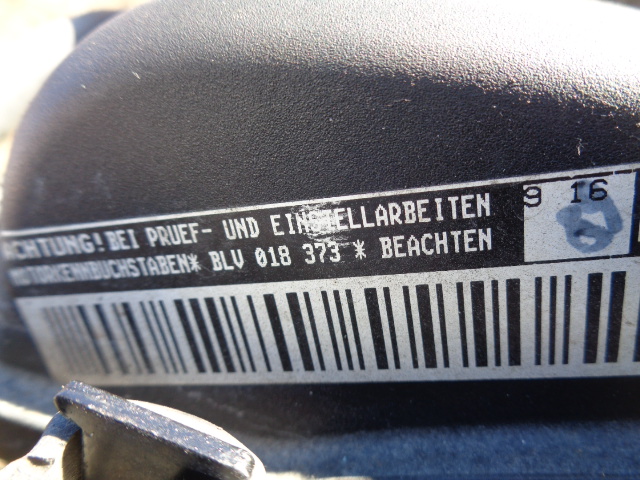 ACHTUNG! BEI PRUEF- UND EINSTELLARBEITEN
MOTORKENNBUCHSTABEN* BLV 018 373 * BEACHTEN
9 16